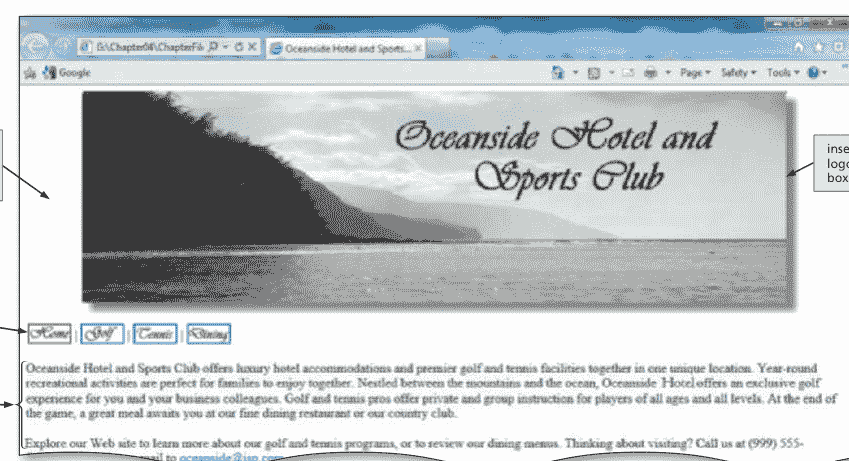 G:\Chapter04\ChapterFil
Oceanside Hotel and Sports...
Google
Page Safety Tools
Oceanside Hotel and
Sports Club
inse
logo
box
Home | Golf | Tennis | Dining
Oceanside Hotel and Sports Club offers luxury hotel accommodations and premier golf and tennis facilities together in one unique location. Year-round
recreational activities are perfect for families to enjoy together. Nestled between the mountains and the ocean, Oceanside Hotel offers an exclusive golf
experience for you and your business colleagues. Golf and tennis pros offer private and group instruction for players of all ages and all levels. At the end of
the game, a great meal awaits you at our fine dining restaurant or our country club.
Explore our Web site to learn more about our golf and tennis programs, or to review our dining menus. Thinking about visiting? Call us at (999) 555-
mail to oceanside@isp.com